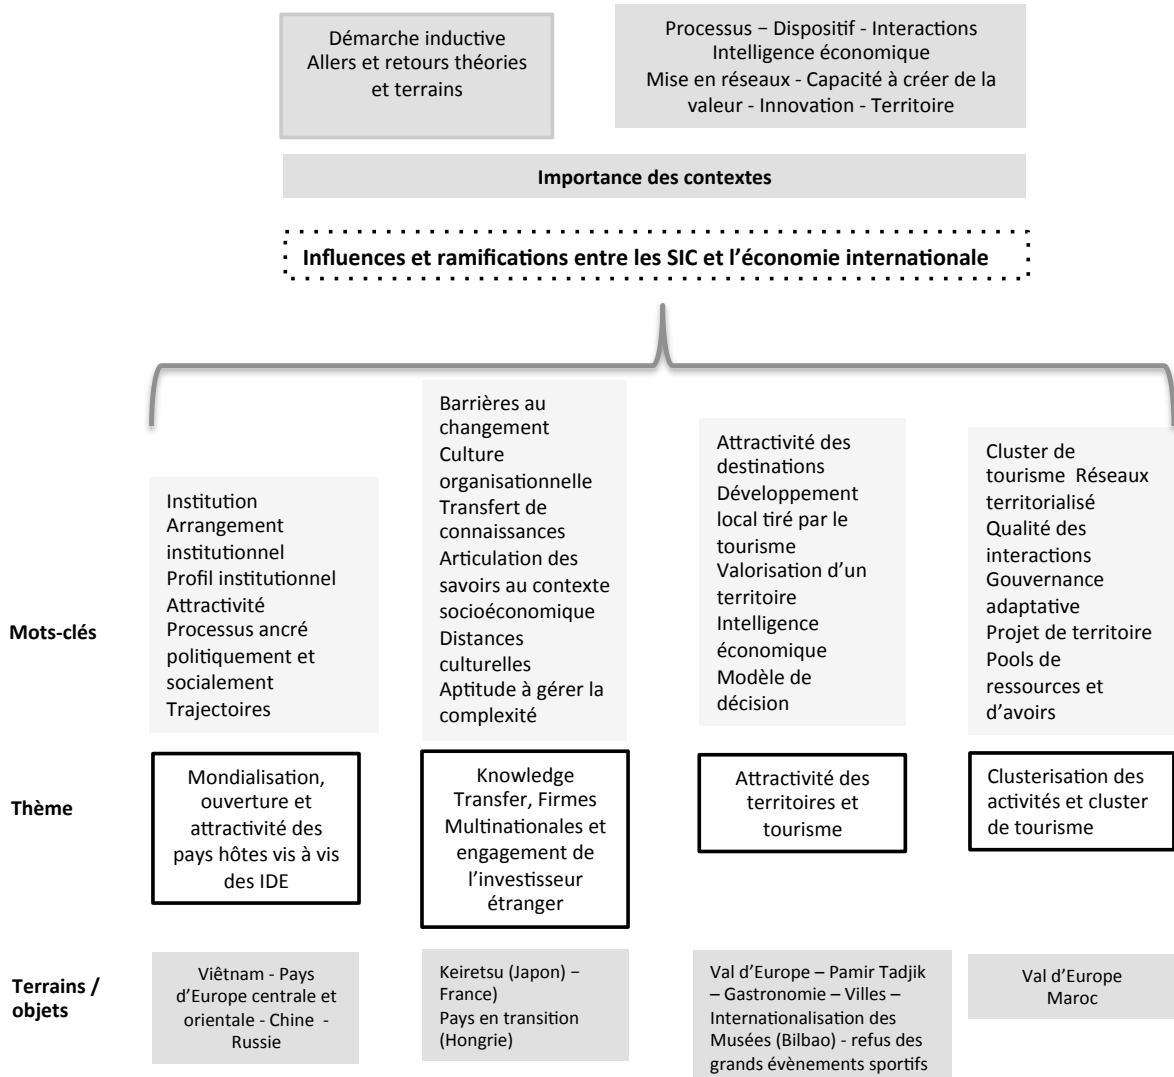 Démarche inductive
Allers et retours théories
et terrains
Processus – Dispositif - Interactions
Intelligence économique
Mise en réseaux - Capacité à créer de la
valeur - Innovation - Territoire
Importance des contextes
Influences et ramifications entre les SIC et l’économie internationale
Mots-clés
Institution
Arrangement
institutionnel
Profil institutionnel
Attractivité
Processus ancré
politiquement et
socialement
Trajectoires
Barrières au
changement
Culture
organisationnelle
Transfert de
connaissances
Articulation des
savoirs au contexte
socioéconomique
Distances
culturelles
Aptitude à gérer la
complexité
Attractivité des
destinations
Développement
local tiré par le
tourisme
Valorisation d’un
territoire
Intelligence
économique
Modèle de
décision
Cluster de
tourisme Réseaux
territorialisé
Qualité des
interactions
Gouvernance
adaptative
Projet de territoire
Pools de
ressources et
d’avoirs
Thème
Mondialisation,
ouverture et
attractivité des
pays hôtes vis à vis
des IDE
Knowledge
Transfer, Firmes
Multinationales et
engagement de
l’investisseur
étranger
Attractivité des
territoires et
tourisme
Clusterisation des
activités et cluster
de tourisme
Terrains /
objets
Viêtnam - Pays
d’Europe centrale et
orientale - Chine -
Russie
Keiretsu (Japon) –
France)
Pays en transition
(Hongrie)
Val d’Europe – Pamir Tadjik
– Gastronomie – Villes –
Internationalisation des
Musées (Bilbao) - refus des
grands évènements sportifs
Val d’Europe
Maroc